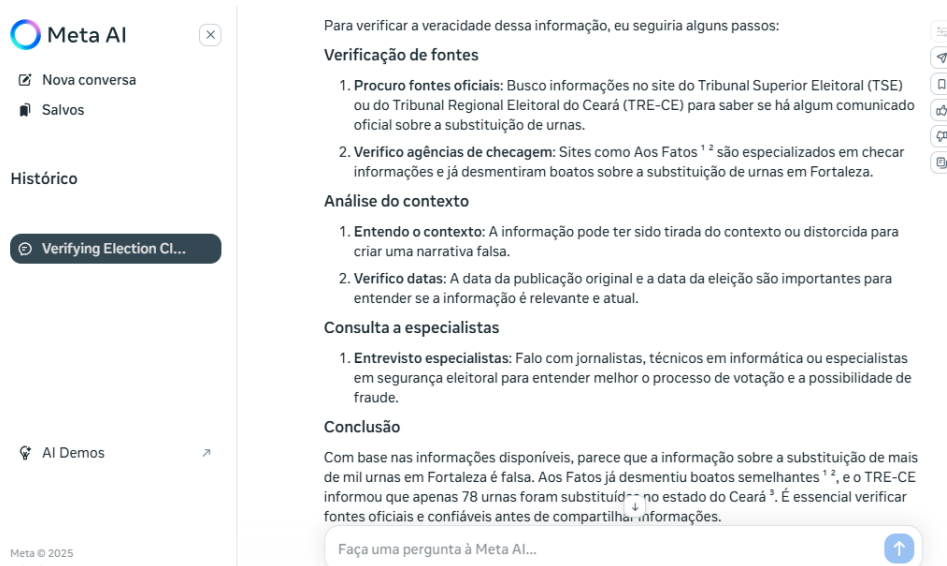 Meta AI
Nova conversa
Salvos
Histórico
Verifying Election Cl...
AI Demos
Meta © 2025
Para verificar a veracidade dessa informação, eu seguiria alguns passos:
Verificação de fontes
1. Procuro fontes oficiais: Busco informações no site do Tribunal Superior Eleitoral (TSE)
ou do Tribunal Regional Eleitoral do Ceará (TRE-CE) para saber se há algum comunicado
oficial sobre a substituição de urnas.
2. Verifico agências de checagem: Sites como Aos Fatos ¹ ² são especializados em checar
informações e já desmentiram boatos sobre a substituição de urnas em Fortaleza.
Análise do contexto
1. Entendo o contexto: A informação pode ter sido tirada do contexto ou distorcida para
criar uma narrativa falsa.
2. Verifico datas: A data da publicação original e a data da eleição são importantes para
entender se a informação é relevante e atual.
Consulta a especialistas
1. Entrevisto especialistas: Falo com jornalistas, técnicos em informática ou especialistas
em segurança eleitoral para entender melhor o processo de votação e a possibilidade de
fraude.
Conclusão
Com base nas informações disponíveis, parece que a informação sobre a substituição de mais
de mil urnas em Fortaleza é falsa. Aos Fatos já desmentiu boatos semelhantes ¹ ², e o TRE-CE
informou que apenas 78 urnas foram substituídas no estado do Ceará ³. É essencial verificar
fontes oficiais e confiáveis antes de compartilhar informações.
Faça uma pergunta à Meta AI...